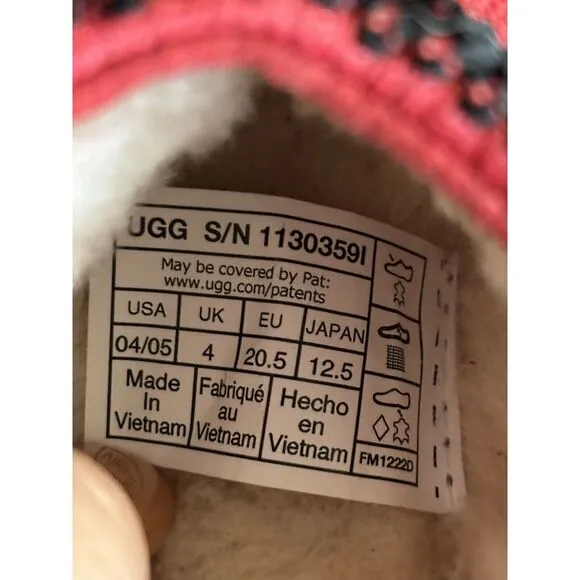 UGG S/N 1130359I
May be covered by Pat:
www.ugg.com/patents
USA UK EU JAPAN
04/05 4 20.5 12.5
Made In Vietnam
Fabriqué au Vietnam
Hecho en Vietnam
FM1222D